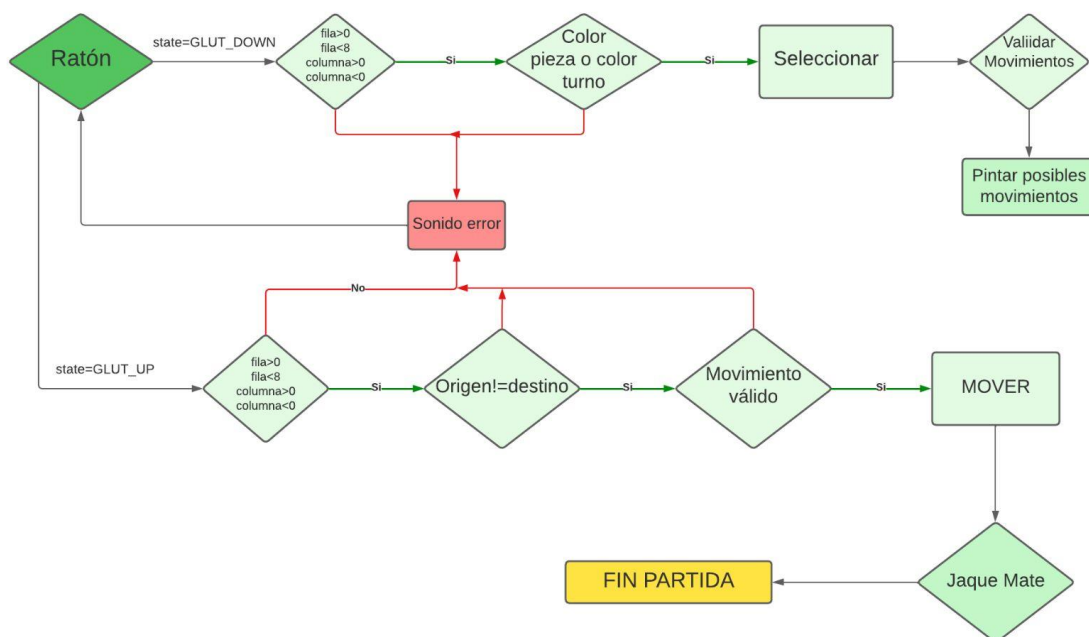 Ratón
state=GLUT_DOWN
fila>0
fila<8
columna>0
columna<0
Si
Color
pieza o color
turno
Si
Seleccionar
Valiidar
Movimientos
Pintar posibles
movimientos
Sonido error
No
state=GLUT_UP
fila>0
fila<8
columna>0
columna<0
Si
Origen!=destino
Si
Movimiento
válido
Si
MOVER
Jaque Mate
FIN PARTIDA